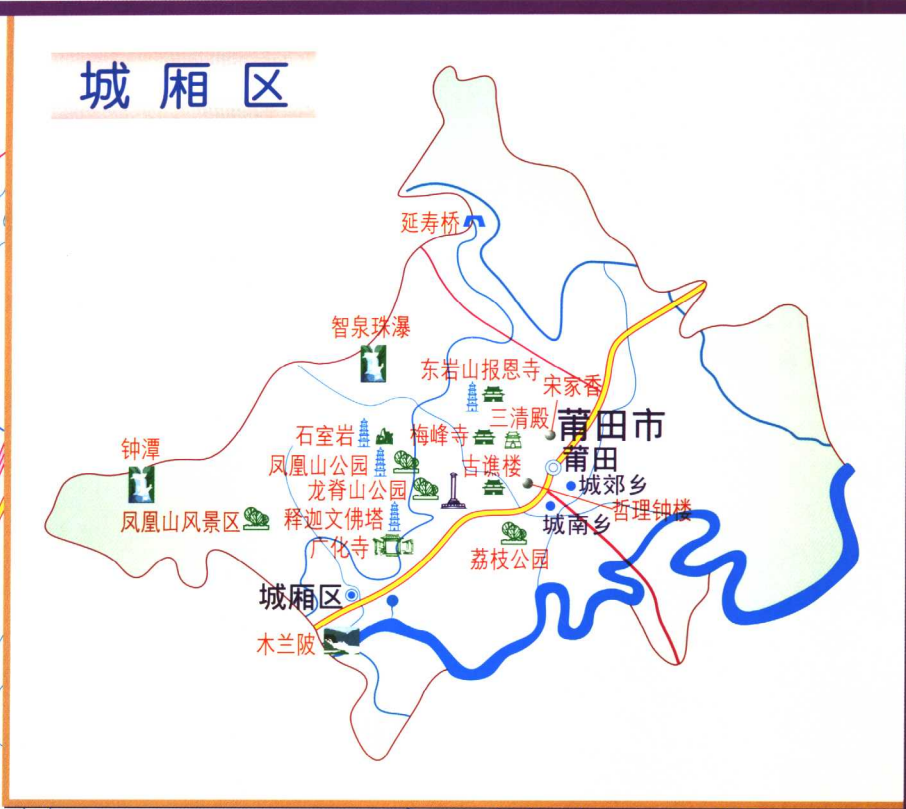 城厢区
延寿桥
智泉珠瀑
东岩山报恩寺
宋家香
三清殿
莆田市
石室岩
梅峰寺
钟潭
凤凰山公园
古谯楼
莆田
龙脊山公园
城郊乡
凤凰山风景区
释迦文佛塔
哲理钟楼
城南乡
广化寺
荔枝公园
城厢区
木兰陂